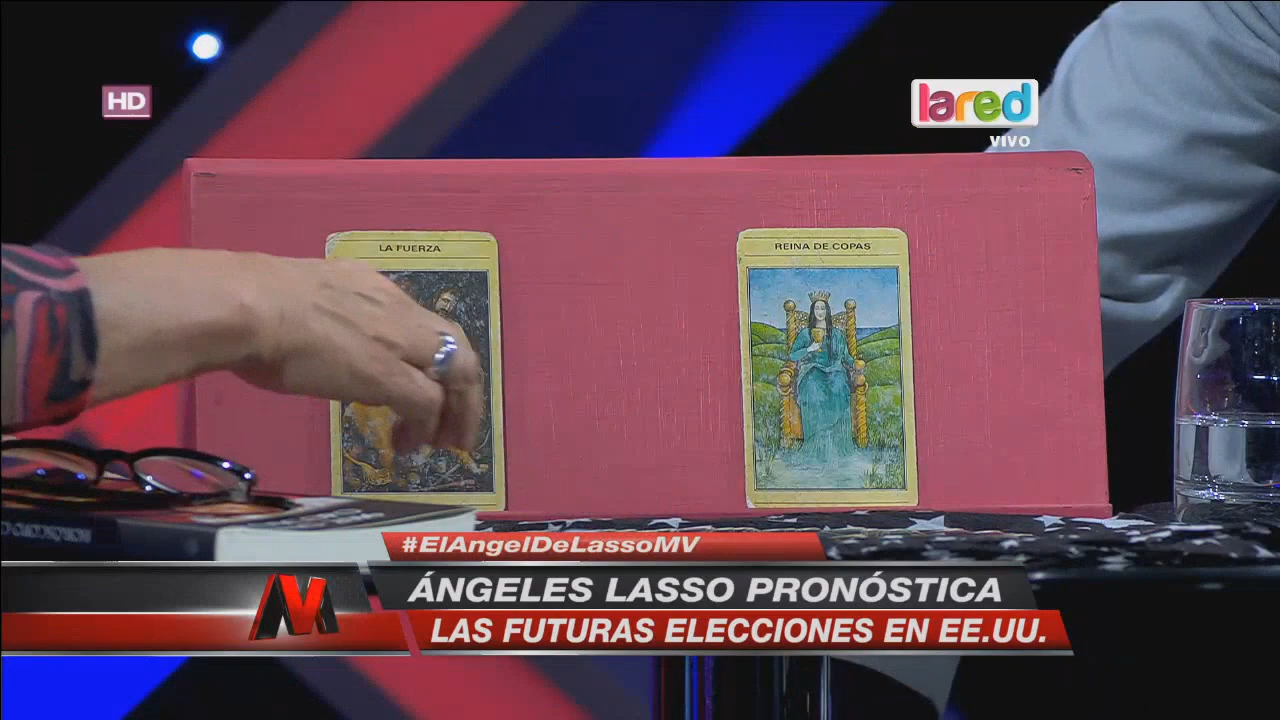 HD
lared
VIVO
LA FUERZA
REINA DE COPAS
#ElAngelDeLassoMV
ÁNGELES LASSO PRONÓSTICA
LAS FUTURAS ELECCIONES EN EE.UU.